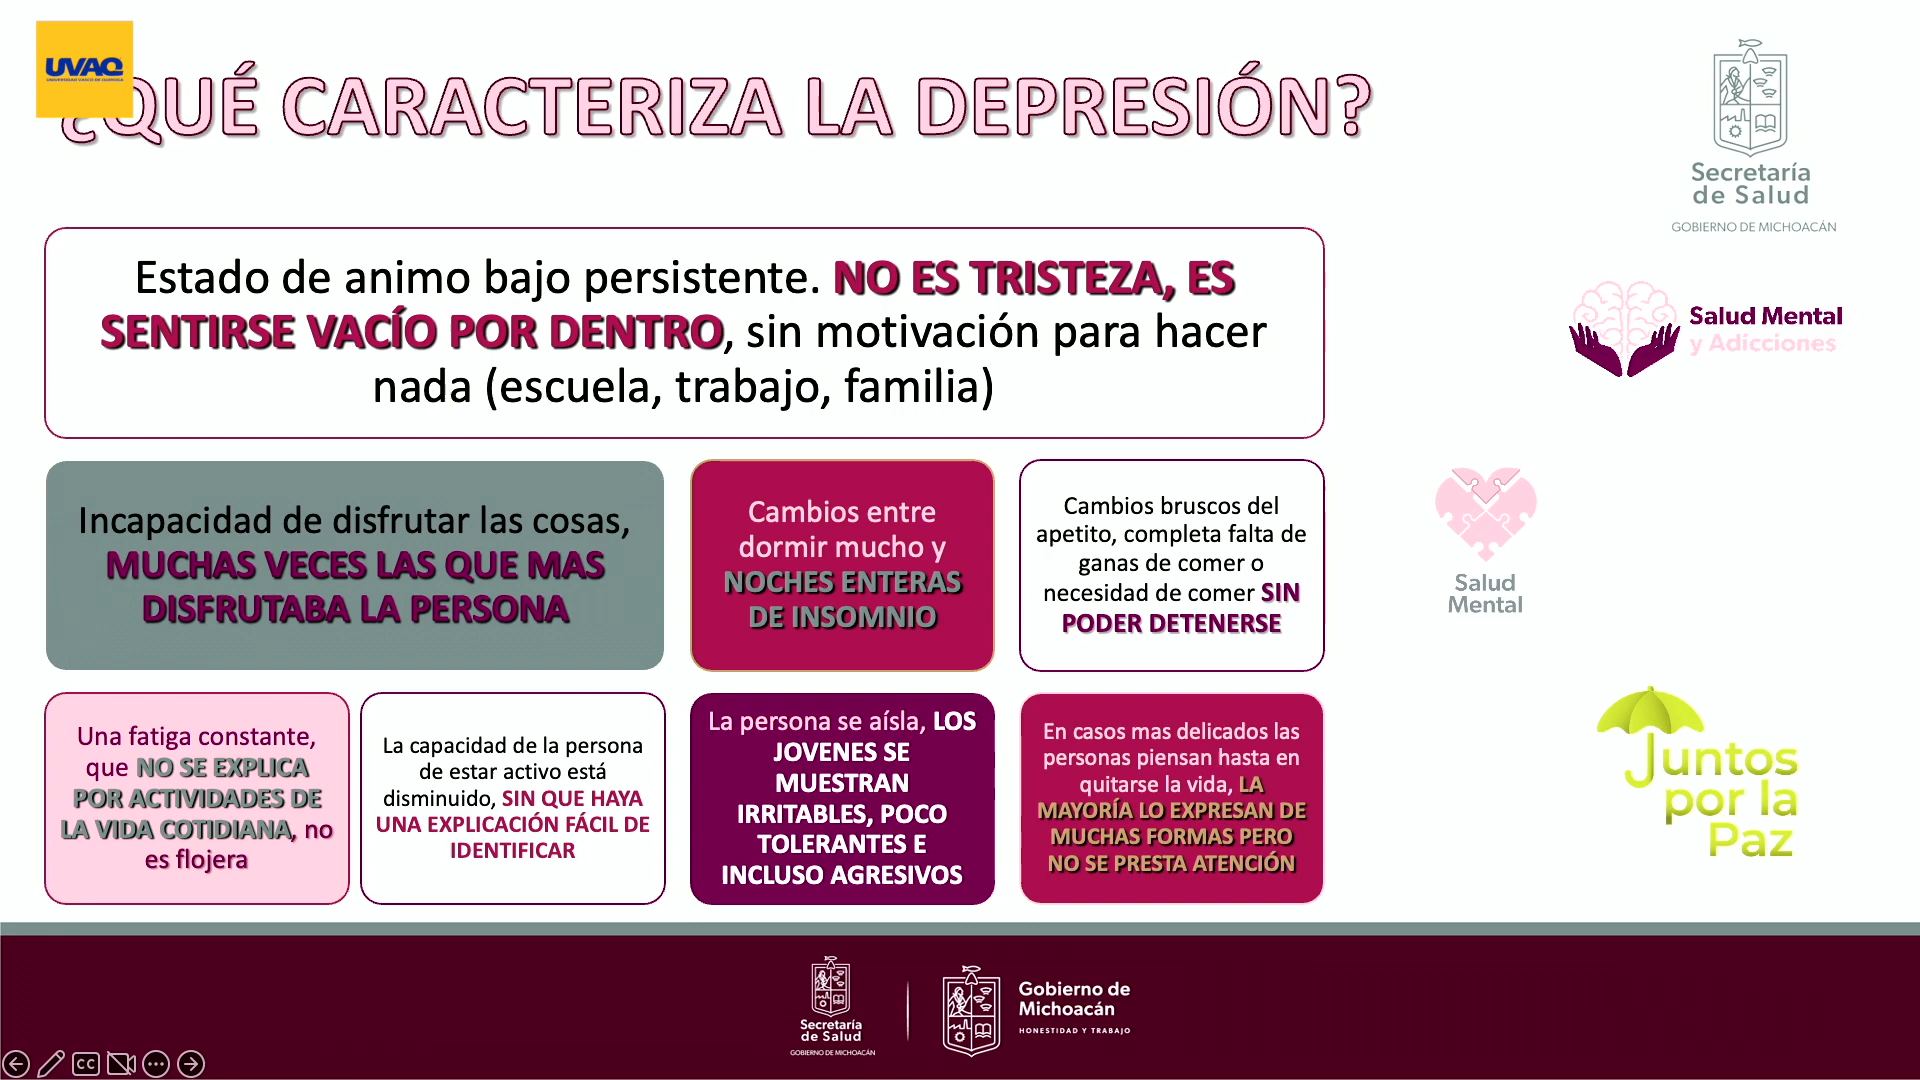 UVAQ
¿QUÉ CARACTERIZA LA DEPRESIÓN?
Secretaría
de Salud
GOBIERNO DE MICHOACÁN
Estado de animo bajo persistente. NO ES TRISTEZA, ES
SENTIRSE VACÍO POR DENTRO, sin motivación para hacer
nada (escuela, trabajo, familia)
Salud Mental
y Adicciones
Incapacidad de disfrutar las cosas,
MUCHAS VECES LAS QUE MAS
DISFRUTABA LA PERSONA
Cambios entre
dormir mucho y
NOCHES ENTERAS
DE INSOMNIO
Cambios bruscos del
apetito, completa falta de
ganas de comer o
necesidad de comer SIN
PODER DETENERSE
Salud
Mental
Una fatiga constante,
que NO SE EXPLICA
POR ACTIVIDADES DE
LA VIDA COTIDIANA, no
es flojera
La capacidad de la persona
de estar activo está
disminuido, SIN QUE HAYA
UNA EXPLICACIÓN FÁCIL DE
IDENTIFICAR
La persona se aísla, LOS
JOVENES SE
MUESTRAN
IRRITABLES, POCO
TOLERANTES E
INCLUSO AGRESIVOS
En casos mas delicados las
personas piensan hasta en
quitarse la vida, LA
MAYORÍA LO EXPRESAN DE
MUCHAS FORMAS PERO
NO SE PRESTA ATENCIÓN
Juntos
por la
Paz
Secretaría
de Salud
GOBIERNO DE MICHOACÁN
Gobierno de
Michoacán
HONESTIDAD Y TRABAJO
CC